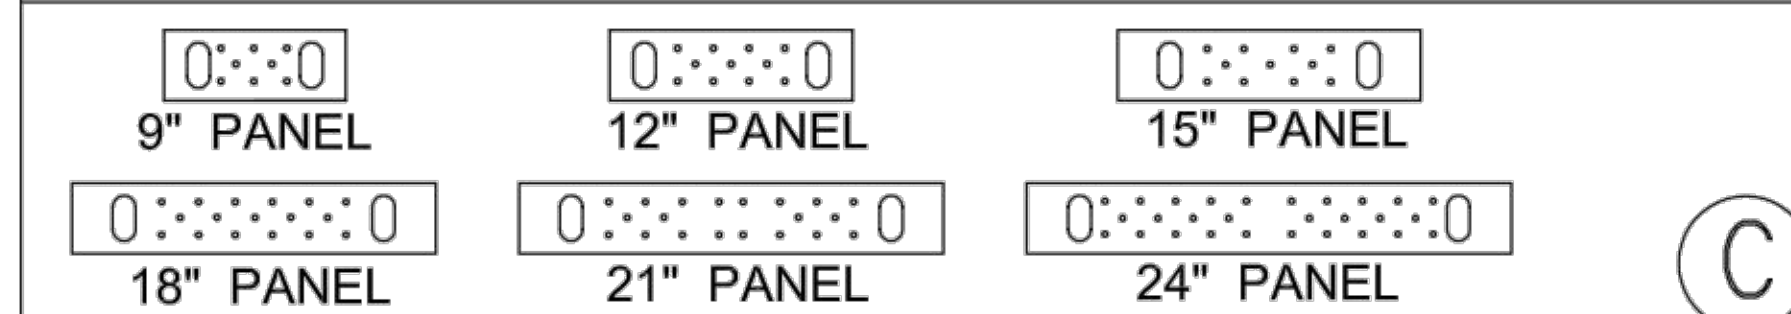 9" PANEL 12" PANEL 15" PANEL
18" PANEL 21" PANEL 24" PANEL
C